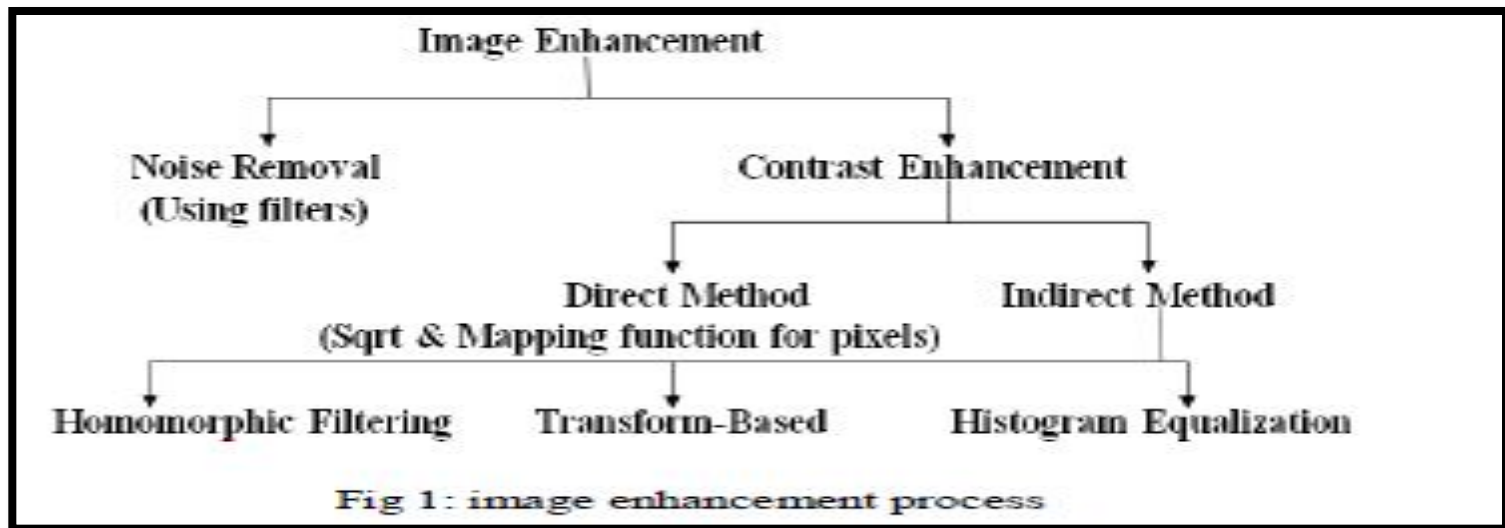 Image Enhancement
Noise Removal
(Using filters)
Contrast Enhancement
Direct Method
(Sqrt & Mapping function for pixels)
Indirect Method
Homomorphic Filtering
Transform-Based
Histogram Equalization
Fig 1: image enhancement process